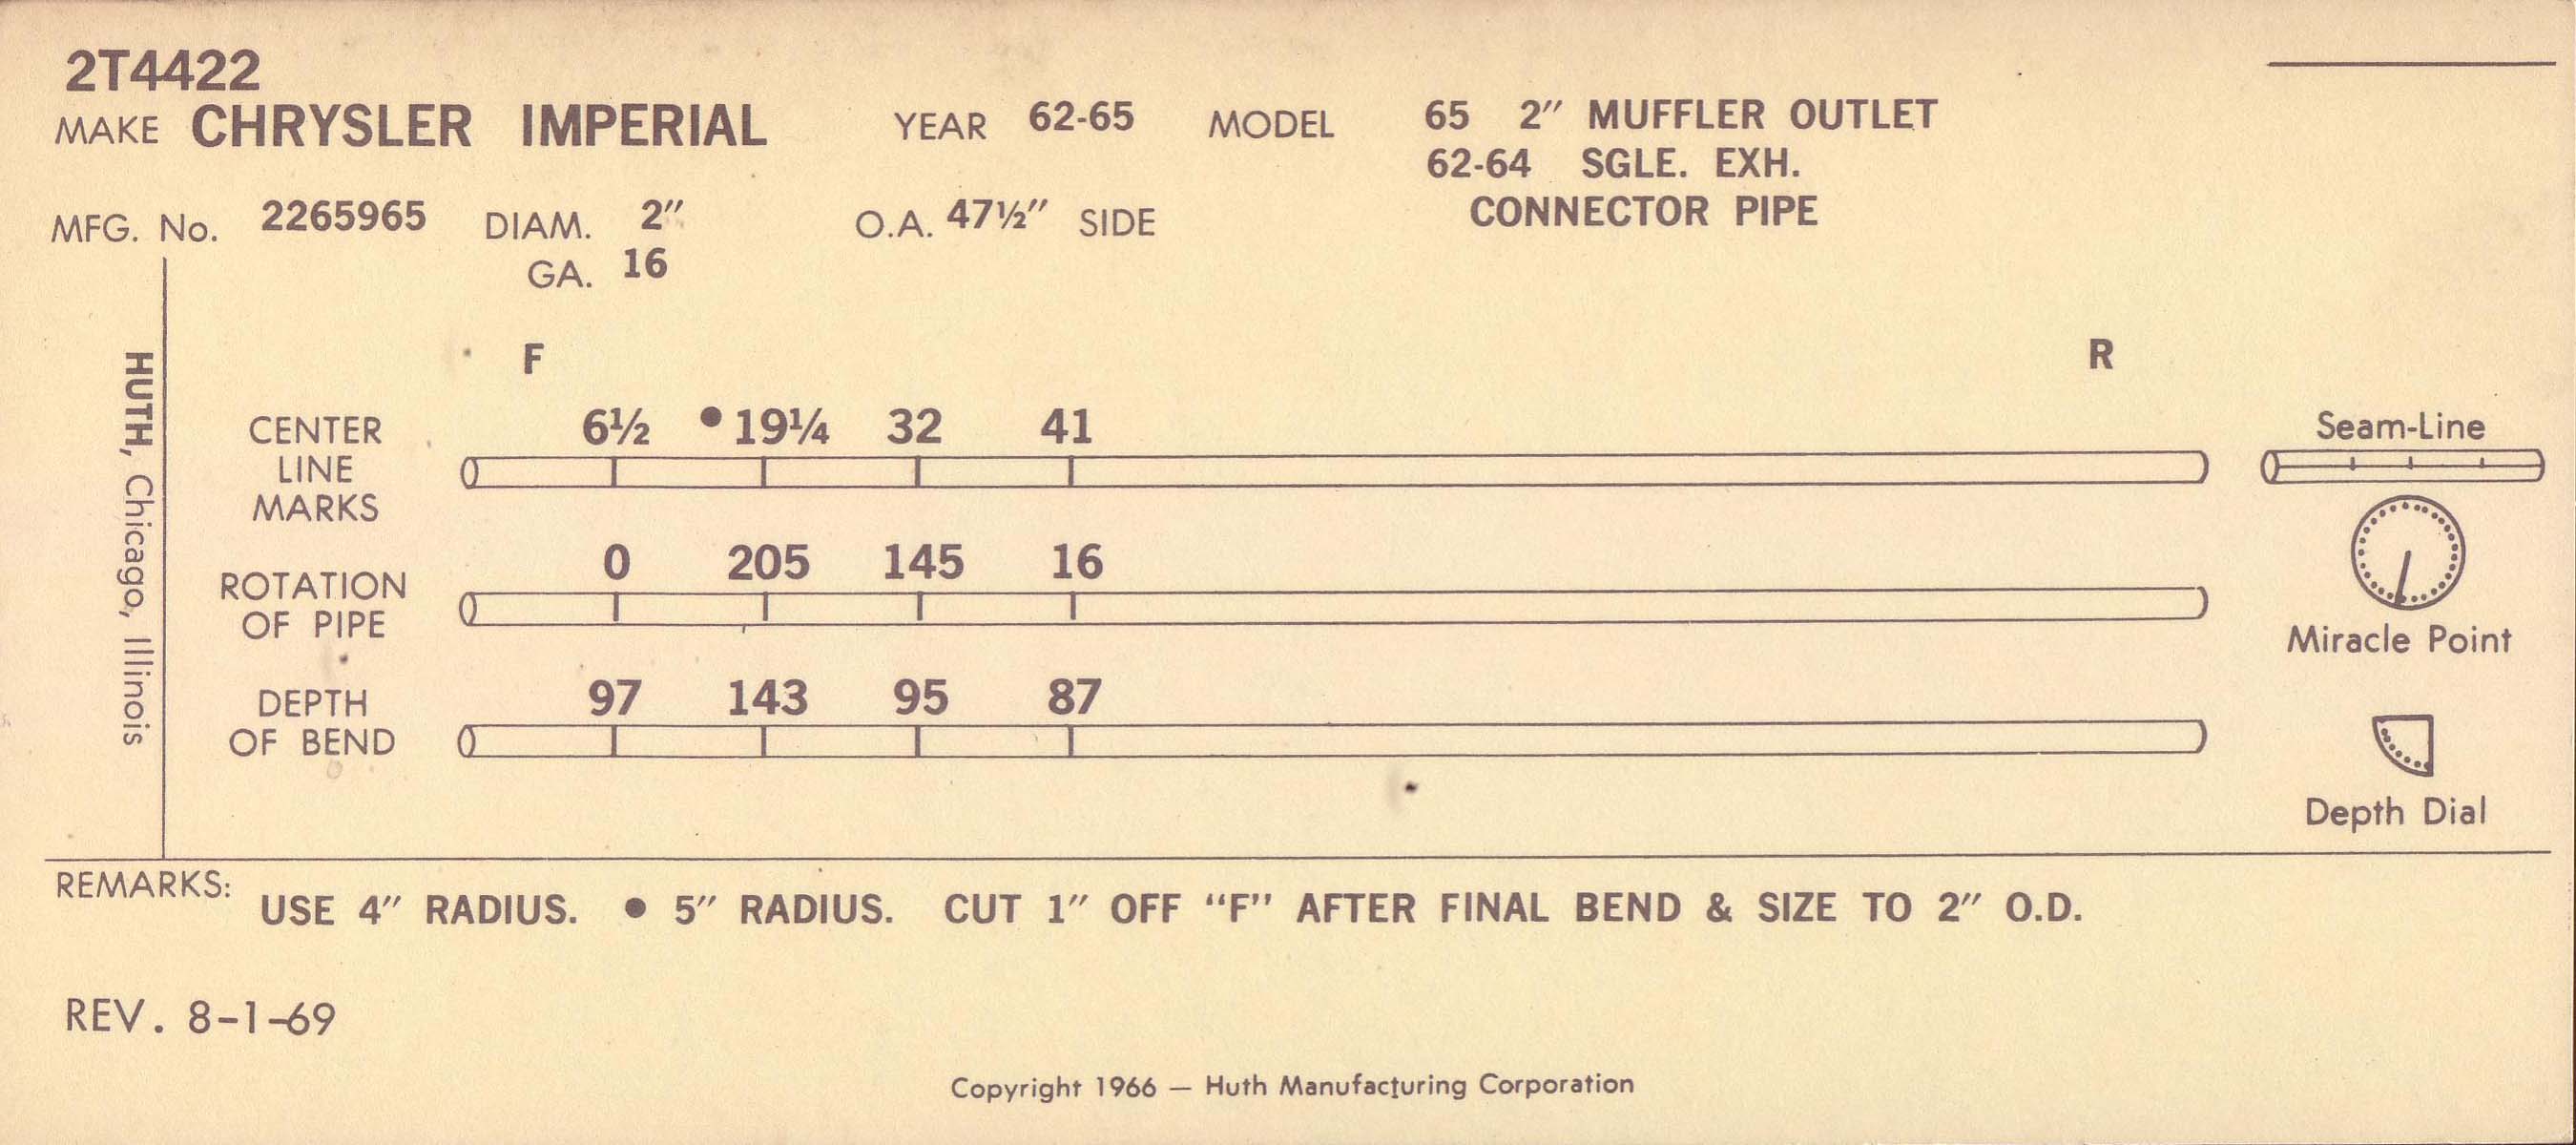 2T4422
MAKE CHRYSLER IMPERIAL YEAR 62-65 MODEL 65 2″ MUFFLER OUTLET
62-64 SGLE. EXH.
CONNECTOR PIPE
MFG. No. 2265965 DIAM. 2″ O.A. 47½″ SIDE
GA. 16
HUTH, Chicago, Illinois
F R
CENTER LINE MARKS
6½ •19¼ 32 41
Seam-Line
ROTATION OF PIPE
0 205 145 16
Miracle Point
DEPTH OF BEND
97 143 95 87
Depth Dial
REMARKS: USE 4″ RADIUS. • 5″ RADIUS. CUT 1″ OFF “F” AFTER FINAL BEND & SIZE TO 2″ O.D.
REV. 8-1-69
Copyright 1966 — Huth Manufacturing Corporation